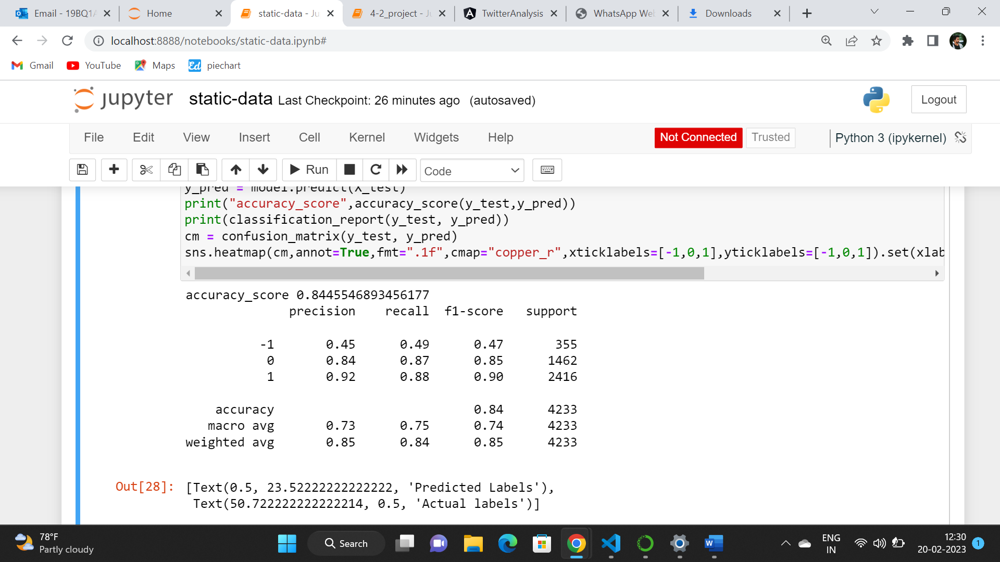 Email - 19BQ1A
Home
static-data - Ju
4-2_project - Ju
TwitterAnalysis
WhatsApp Web
Downloads
localhost:8888/notebooks/static-data.ipynb#
Gmail YouTube Maps Ed piechart
jupyter static-data Last Checkpoint: 26 minutes ago (autosaved) Logout
File Edit View Insert Cell Kernel Widgets Help Not Connected Trusted Python 3 (ipykernel)
Run Code
y_pred = model.predict(X_test)
print("accuracy_score",accuracy_score(y_test,y_pred))
print(classification_report(y_test, y_pred))
cm = confusion_matrix(y_test, y_pred)
sns.heatmap(cm,annot=True,fmt=".1f",cmap="copper_r",xticklabels=[-1,0,1],yticklabels=[-1,0,1]).set(xlab
accuracy_score 0.8445546893456177
precision recall f1-score support
-1 0.45 0.49 0.47 355
0 0.84 0.87 0.85 1462
1 0.92 0.88 0.90 2416
accuracy 0.84 4233
macro avg 0.73 0.75 0.74 4233
weighted avg 0.85 0.84 0.85 4233
Out[28]: [Text(0.5, 23.52222222222222, 'Predicted Labels'),
Text(50.722222222222214, 0.5, 'Actual labels')]
78°F
Partly cloudy
Search
ENG
IN
12:30
20-02-2023
1